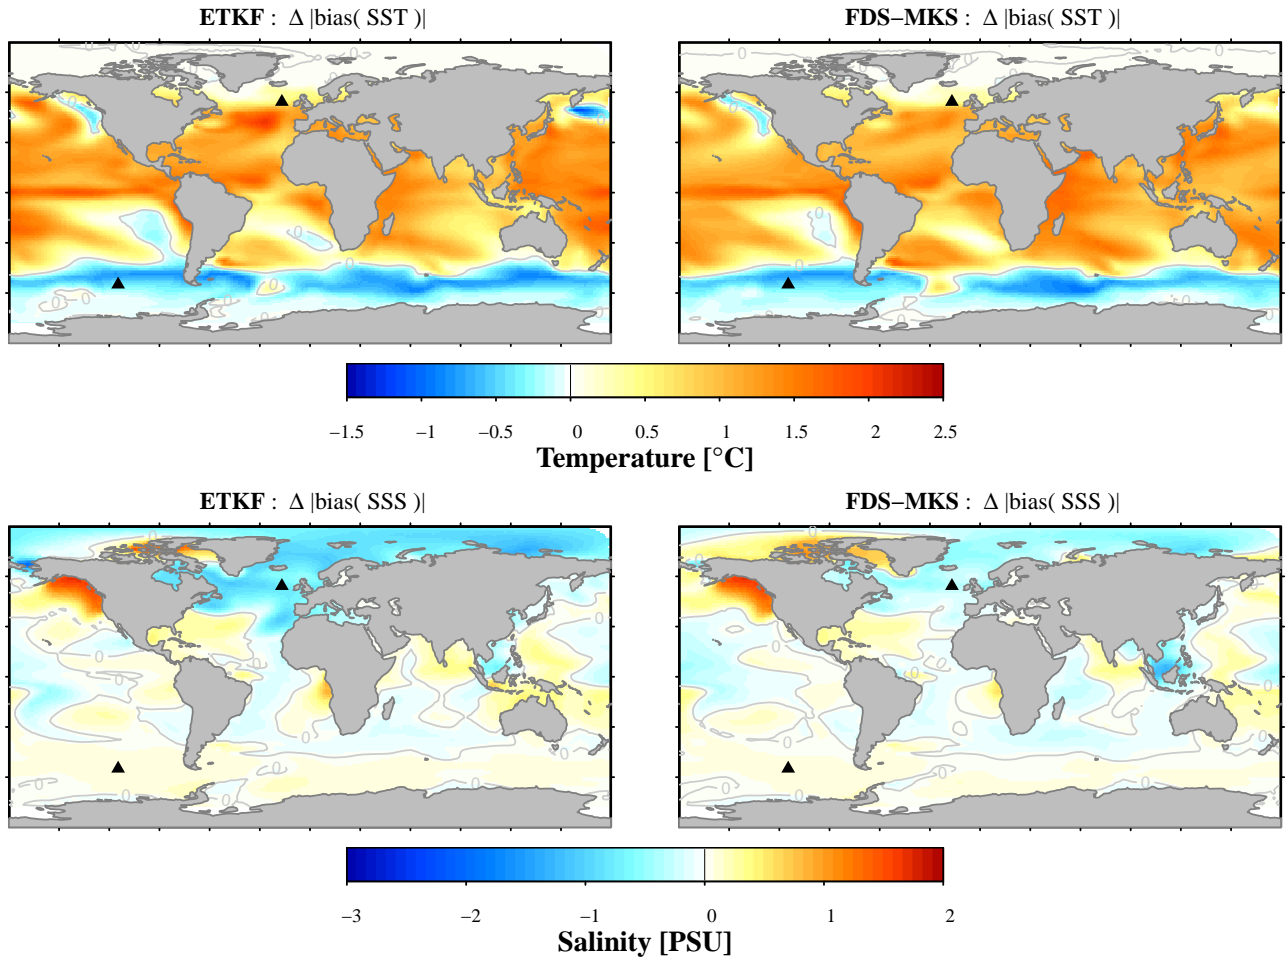 ETKF : Δ |bias( SST )|
FDS−MKS : Δ |bias( SST )|
−1.5 −1 −0.5 0 0.5 1 1.5 2 2.5
Temperature [°C]
ETKF : Δ |bias( SSS )|
FDS−MKS : Δ |bias( SSS )|
−3 −2 −1 0 1 2
Salinity [PSU]